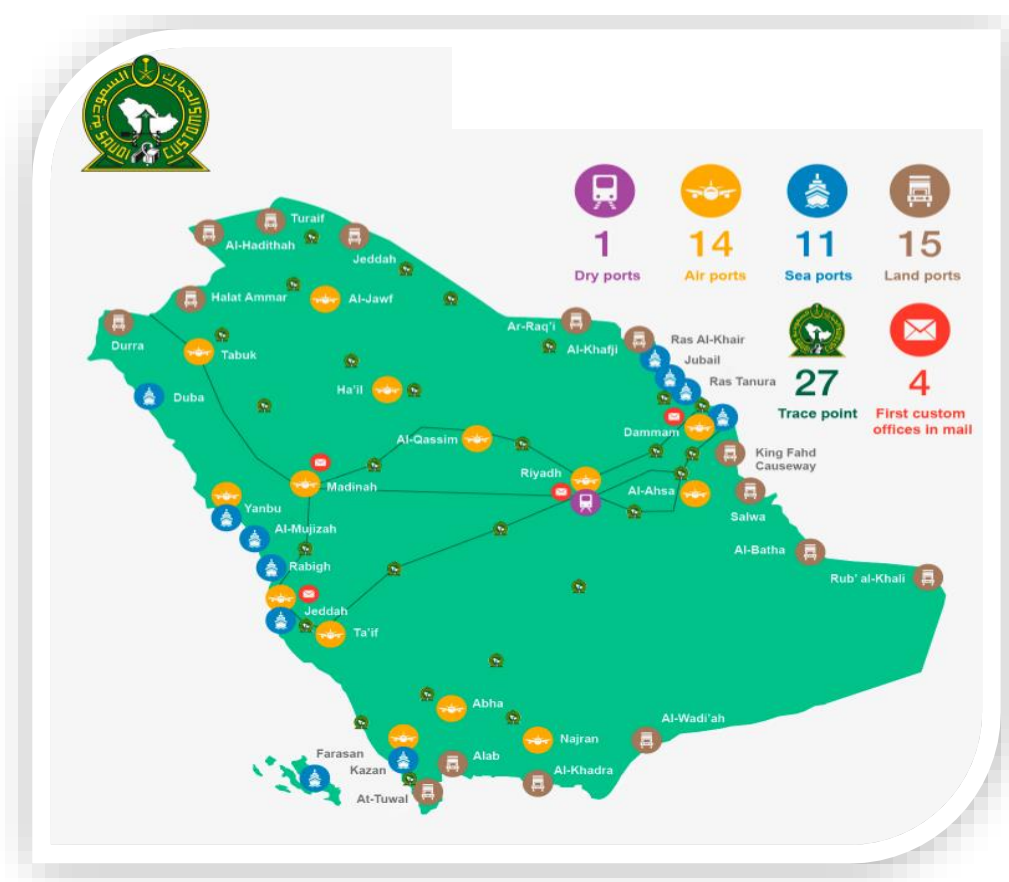 الجمارك السعودية
SAUDI CUSTOMS
1
Dry ports
14
Air ports
11
Sea ports
15
Land ports
27
Trace point
4
First custom
offices in mail
Turaif
Al-Hadithah
Jeddah
Halat Ammar
Al-Jawf
Durra
Tabuk
Ar-Raq'i
Al-Khafji
Ras Al-Khair
Jubail
Ras Tanura
Duba
Ha'il
Al-Qassim
Dammam
King Fahd
Causeway
Riyadh
Madinah
Al-Ahsa
Salwa
Yanbu
Al-Mujizah
Al-Batha
Rabigh
Rub' al-Khali
Jeddah
Ta'if
Abha
Al-Wadi'ah
Najran
Farasan
Kazan
Alab
Al-Khadra
At-Tuwal